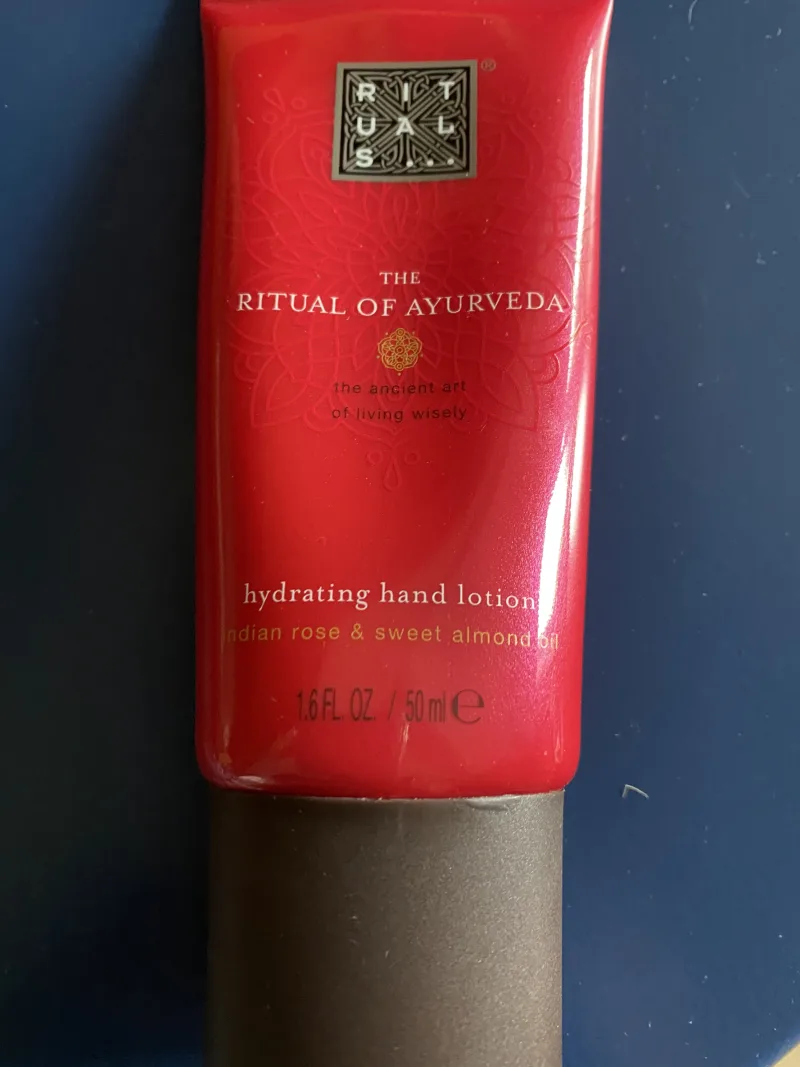 RIT
UAL
S...
®
THE
RITUAL OF AYURVEDA
the ancient art
of living wisely
hydrating hand lotion
indian rose & sweet almond oil
1.6 FL. OZ. / 50 ml ℮